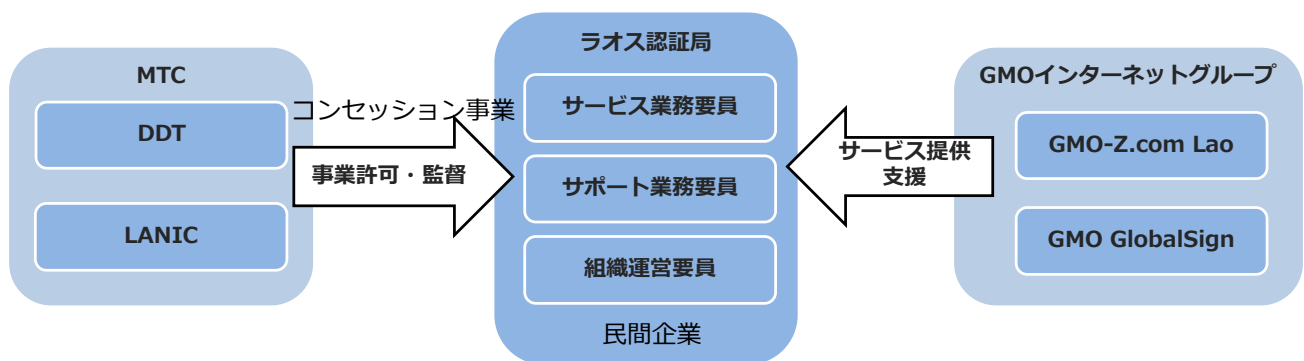 MTC
DDT
LANIC
コンセッション事業
事業許可・監督
ラオス認証局
サービス業務要員
サポート業務要員
組織運営要員
民間企業
サービス提供
支援
GMOインターネットグループ
GMO-Z.com Lao
GMO GlobalSign